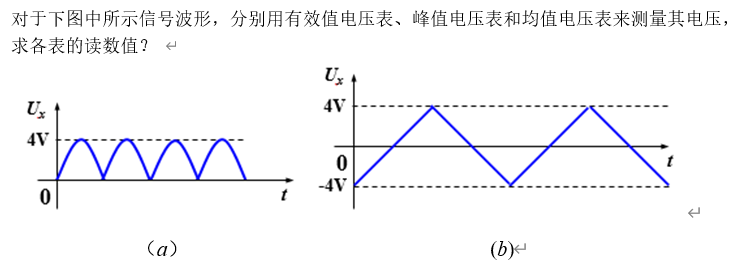 对于下图中所示信号波形，分别用有效值电压表、峰值电压表和均值电压表来测量其电压，
求各表的读数值？ ↵
Ux
4V
0
t
Ux
4V
0
-4V
t
↵
（a）
(b)↵